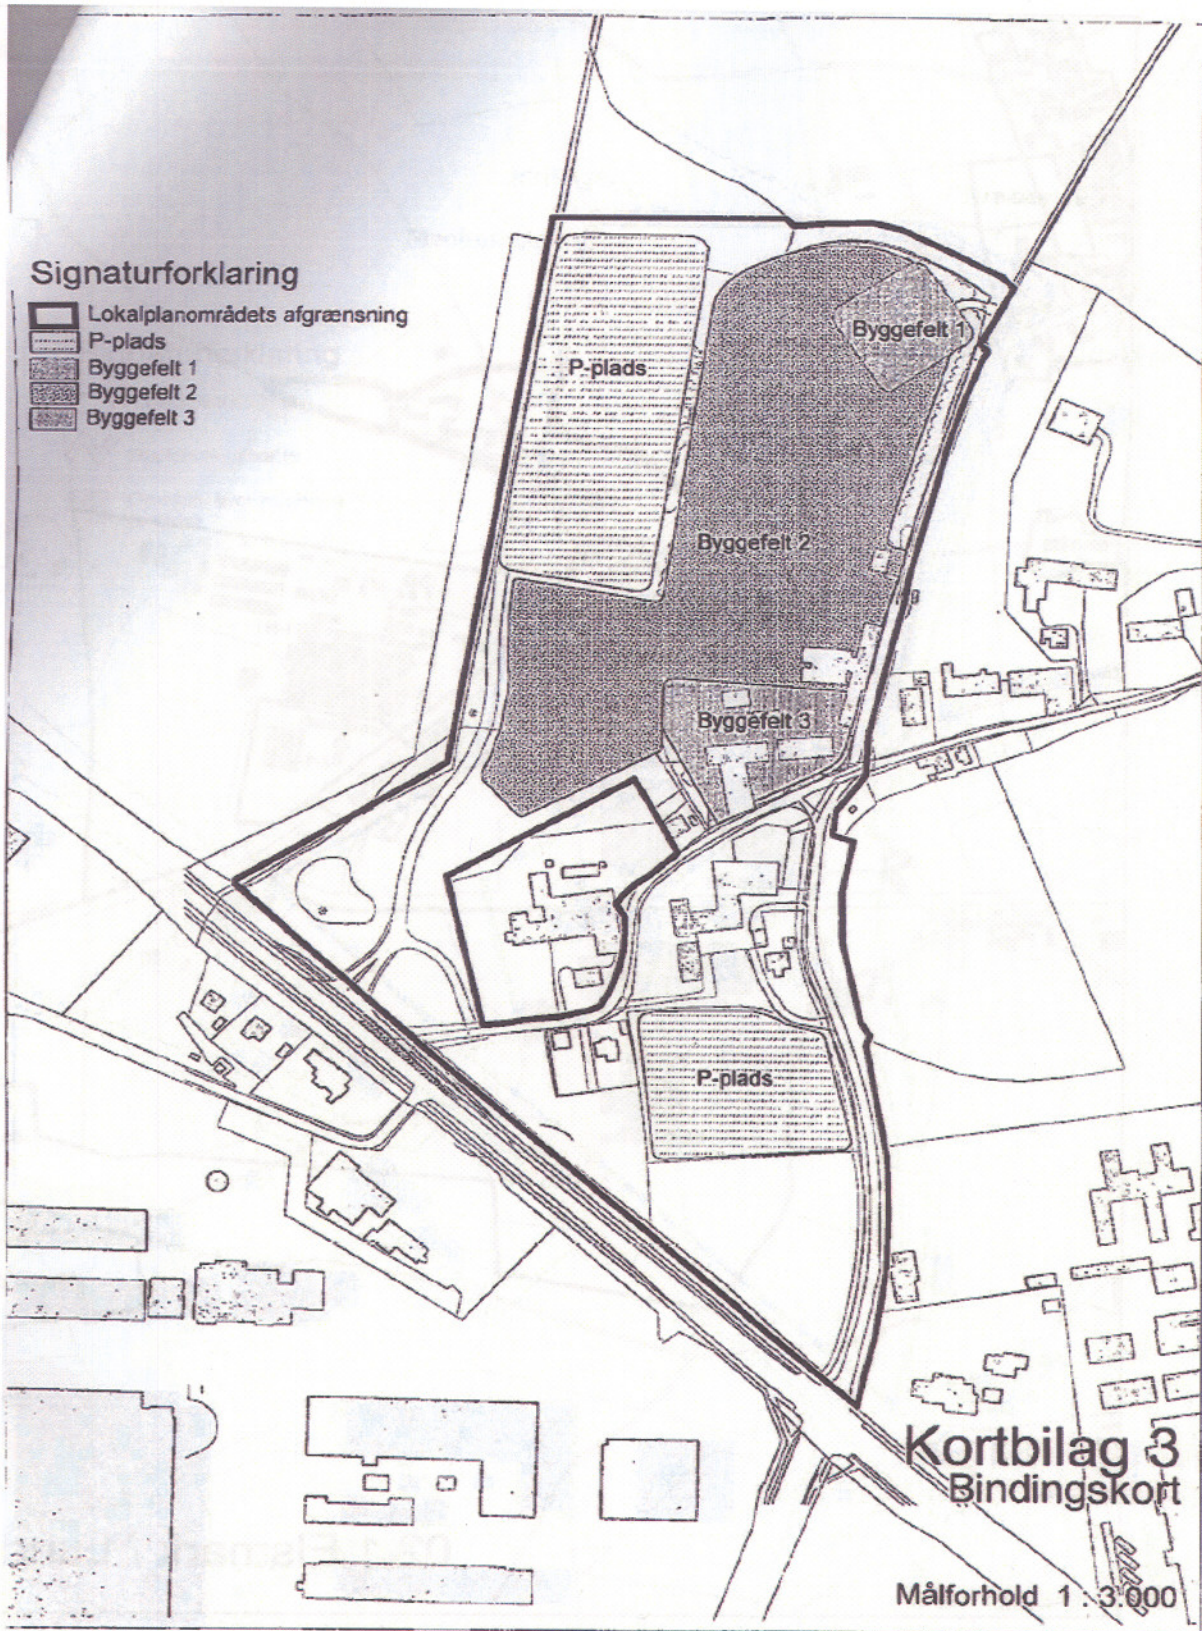 Signaturforklaring
Lokalplanområdets afgrænsning
P-plads
Byggefelt 1
Byggefelt 2
Byggefelt 3
Byggefelt 1
P-plads
Byggefelt 2
Byggefelt 3
P-plads
Kortbilag 3
Bindingskort
Målforhold 1 : 3.000